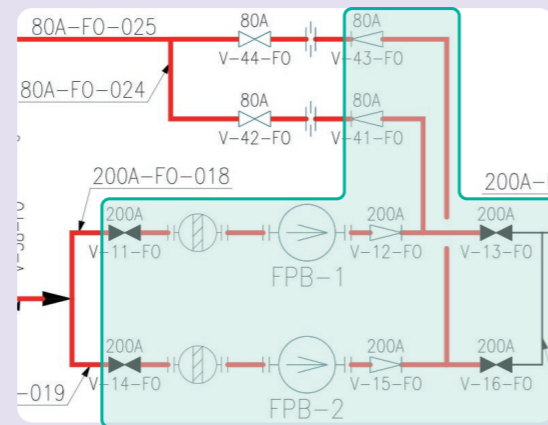 80A-FO-025
80A
80A
V-44-FO
V-43-FO
80A-FO-024
80A
80A
V-42-FO
V-41-FO
200A-FO-018
200A
200A
200A
V-11-FO
FPB-1
V-12-FO
V-13-FO
200A
200A
200A
-019
V-14-FO
FPB-2
V-15-FO
V-16-FO